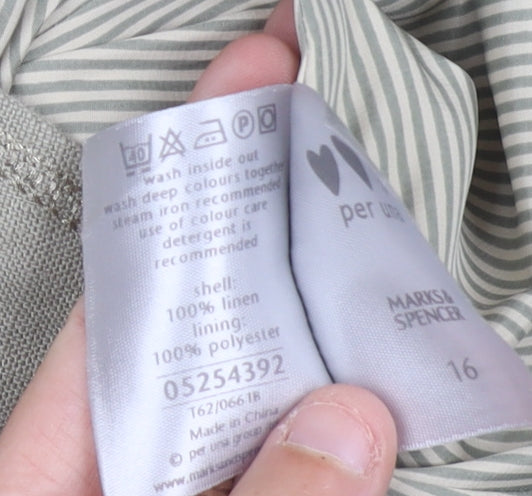 40 P
wash inside out
wash deep colours together
steam iron recommended
use of colour care
detergent is
recommended
shell:
100% linen
lining:
100% polyester
05254392
T62/0661B
Made in China
© per una group
www.marksandspe
per una
MARKS&
SPENCER
16